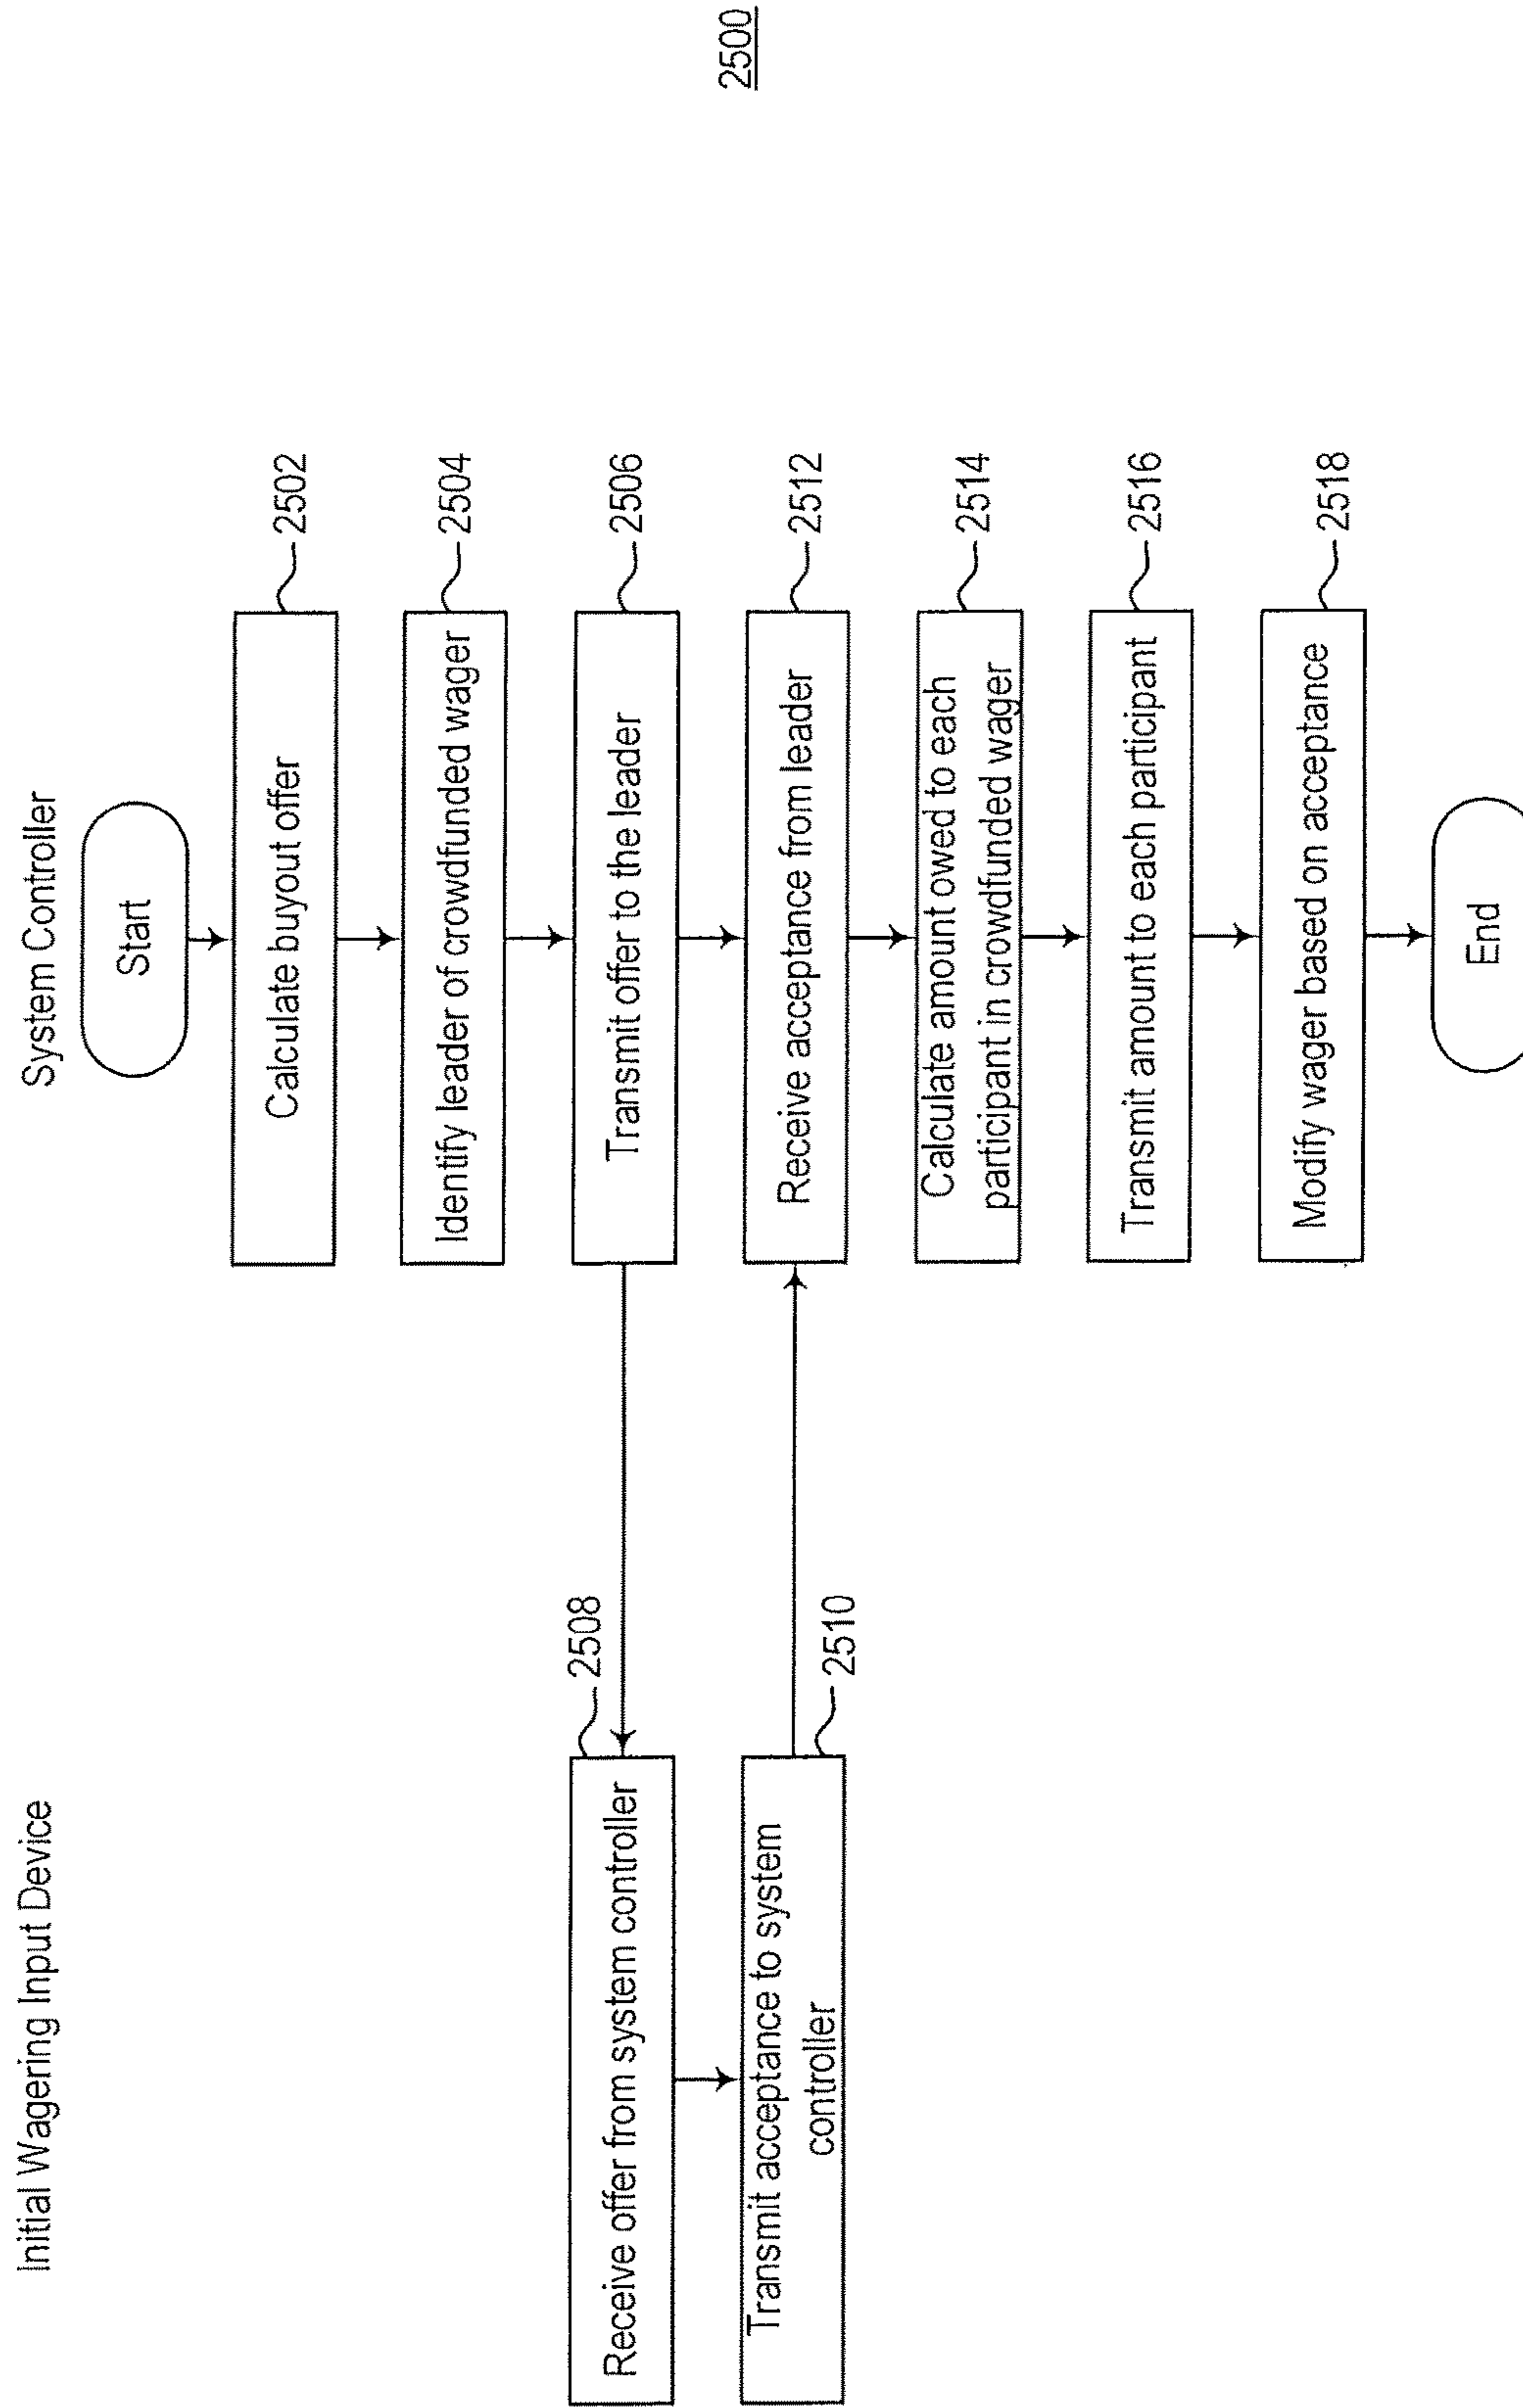 Initial Wagering Input Device
System Controller
Start
Calculate buyout offer
2502
Identify leader of crowdfunded wager
2504
Transmit offer to the leader
2506
Receive offer from system controller
2508
Transmit acceptance to system
controller
2510
Receive acceptance from leader
2512
Calculate amount owed to each
participant in crowdfunded wager
2514
Transmit amount to each participant
2516
Modify wager based on acceptance
2518
End
2500